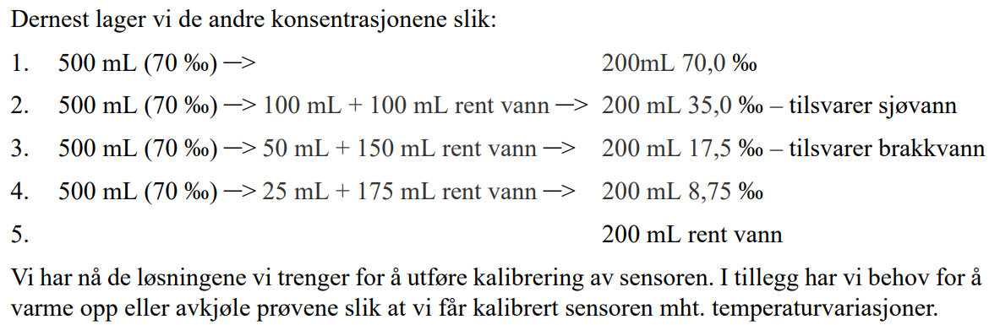 Dernest lager vi de andre konsentrasjonene slik:
1. 500 mL (70 ‰) —> 200mL 70,0 ‰
2. 500 mL (70 ‰) —> 100 mL + 100 mL rent vann —> 200 mL 35,0 ‰ – tilsvarer sjøvann
3. 500 mL (70 ‰) —> 50 mL + 150 mL rent vann —> 200 mL 17,5 ‰ – tilsvarer brakkvann
4. 500 mL (70 ‰) —> 25 mL + 175 mL rent vann —> 200 mL 8,75 ‰
5. 200 mL rent vann
Vi har nå de løsningene vi trenger for å utføre kalibrering av sensoren. I tillegg har vi behov for å
varme opp eller avkjøle prøvene slik at vi får kalibrert sensoren mht. temperaturvariasjoner.